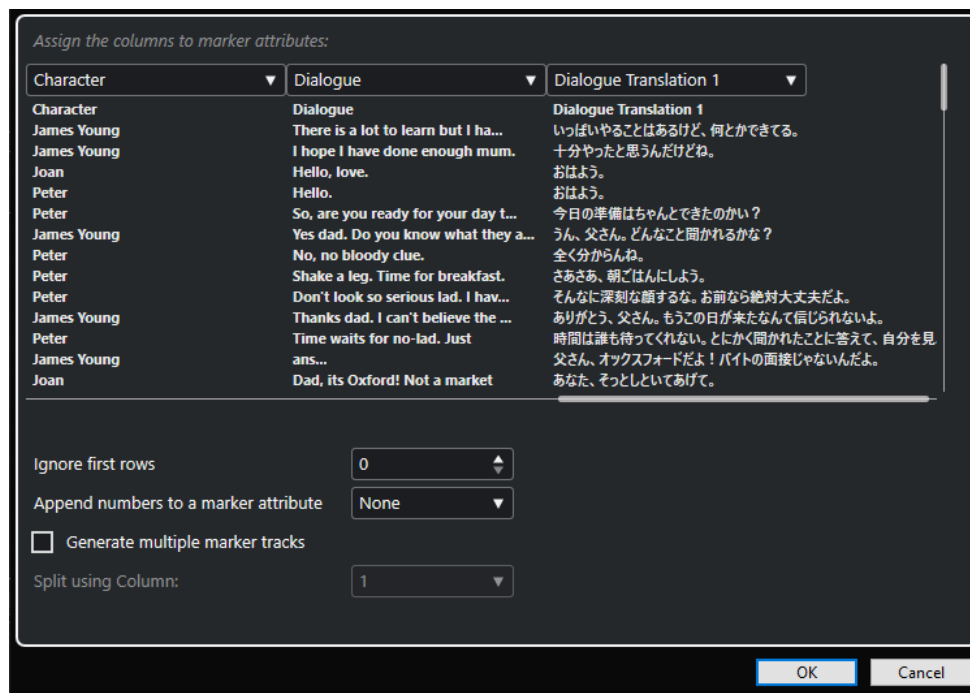 Assign the columns to marker attributes:
Character Dialogue Dialogue Translation 1
Character Dialogue Dialogue Translation 1
James Young There is a lot to learn but I ha... いっぱいやることはあるけど、何とかできてる。
James Young I hope I have done enough mum. 十分やったと思うんだけどね。
Joan Hello, love. おはよう。
Peter Hello. おはよう。
Peter So, are you ready for your day t... 今日の準備はちゃんとできたのかい？
James Young Yes dad. Do you know what they a... うん、父さん。どんなこと聞かれるかな？
Peter No, no bloody clue. 全く分からんね。
Peter Shake a leg. Time for breakfast. さあさあ、朝ごはんにしよう。
Peter Don't look so serious lad. I hav... そんなに深刻な顔するな。お前なら絶対大丈夫だよ。
James Young Thanks dad. I can't believe the ... ありがとう、父さん。もうこの日が来たなんて信じられないよ。
Peter Time waits for no-lad. Just 時間は誰も待ってくれない。とにかく聞かれたことに答えて、自分を見
James Young ans... 父さん、オックスフォードだよ！バイトの面接じゃないんだよ。
Joan Dad, its Oxford! Not a market あなた、そっとしといてあげて。
Ignore first rows 0
Append numbers to a marker attribute None
Generate multiple marker tracks
Split using Column: 1
OK Cancel